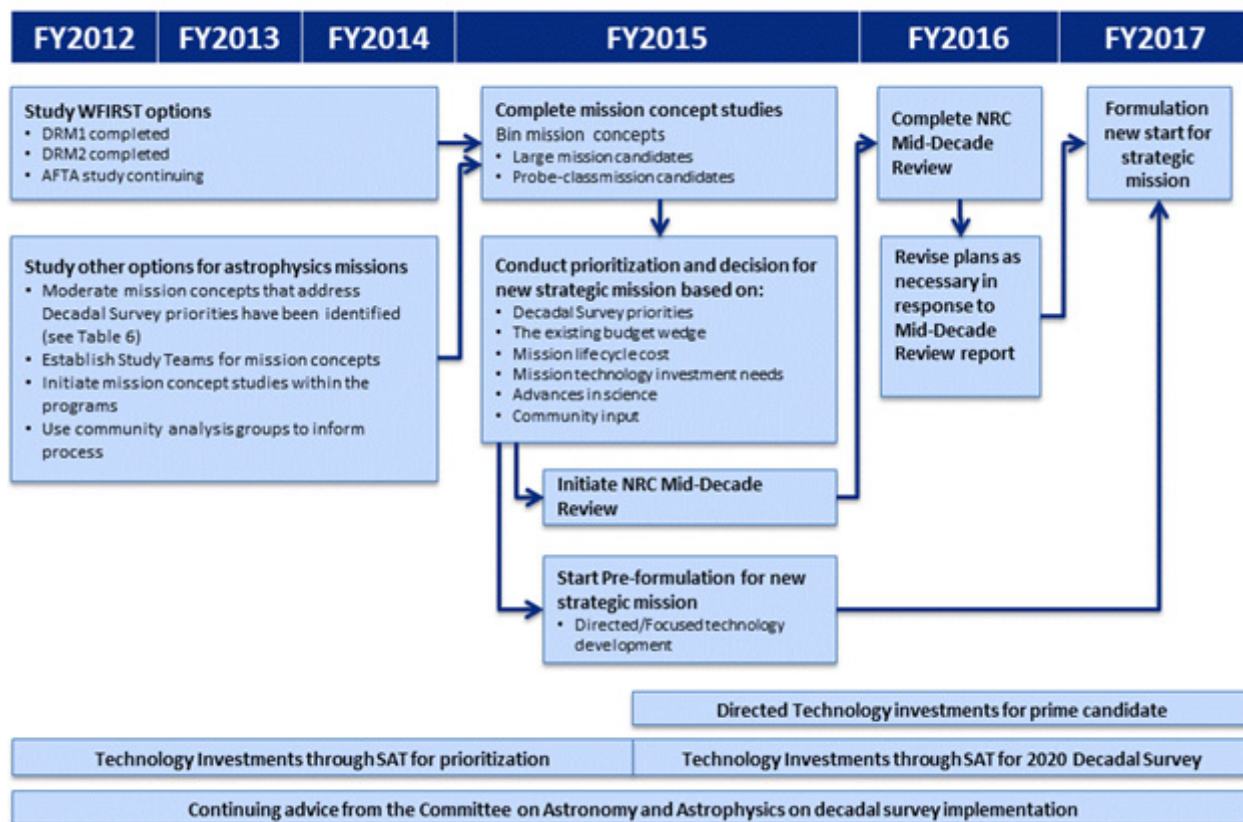 FY2012
FY2013
FY2014
FY2015
FY2016
FY2017
Study WFIRST options
• DRM1 completed
• DRM2 completed
• AFTA study continuing
Study other options for astrophysics missions
• Moderate mission concepts that address
Decadal Survey priorities have been identified
(see Table 6)
• Establish Study Teams for mission concepts
• Initiate mission concept studies within the
programs
• Use community analysis groups to inform
process
Complete mission concept studies
Bin mission concepts
• Large mission candidates
• Probe-class mission candidates
Conduct prioritization and decision for
new strategic mission based on:
• Decadal Survey priorities
• The existing budget wedge
• Mission life cycle cost
• Mission technology investment needs
• Advances in science
• Community input
Initiate NRC Mid-Decade
Review
Start Pre-formulation for new
strategic mission
• Directed/Focused technology
development
Complete NRC
Mid-Decade
Review
Revise plans as
necessary in
response to
Mid-Decade
Review report
Formulation
new start for
strategic
mission
Directed Technology investments for prime candidate
Technology Investments through SAT for prioritization
Technology Investments through SAT for 2020 Decadal Survey
Continuing advice from the Committee on Astronomy and Astrophysics on decadal survey implementation